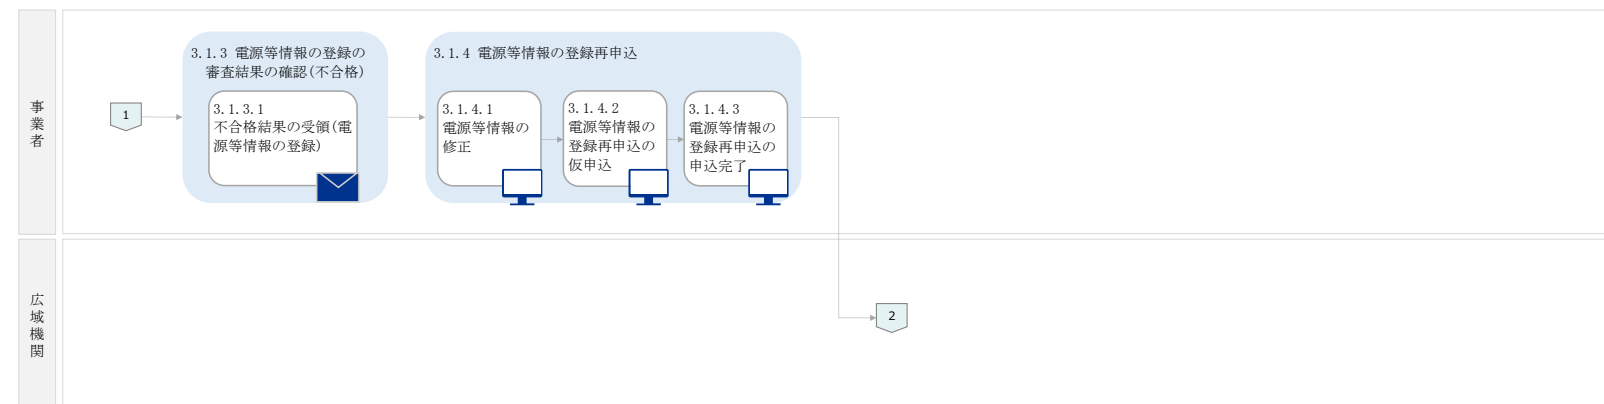 事業者
1
3.1.3 電源等情報の登録の
審査結果の確認(不合格)
3.1.3.1
不合格結果の受領(電
源等情報の登録)
3.1.4 電源等情報の登録再申込
3.1.4.1
電源等情報の
修正
3.1.4.2
電源等情報の
登録再申込の
仮申込
3.1.4.3
電源等情報の
登録再申込の
申込完了
広域機関
2